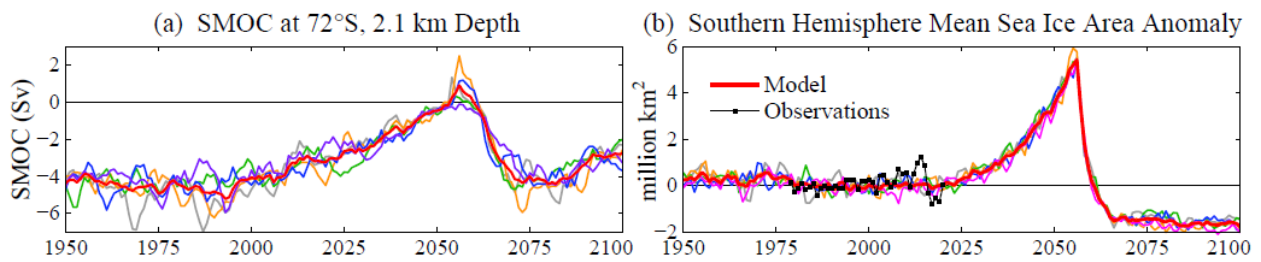 (a) SMOC at 72°S, 2.1 km Depth
SMOC (Sv)
2
0
−2
−4
−6
1950 1975 2000 2025 2050 2075 2100
(b) Southern Hemisphere Mean Sea Ice Area Anomaly
million km²
6
4
2
0
−2
Model
Observations
1950 1975 2000 2025 2050 2075 2100